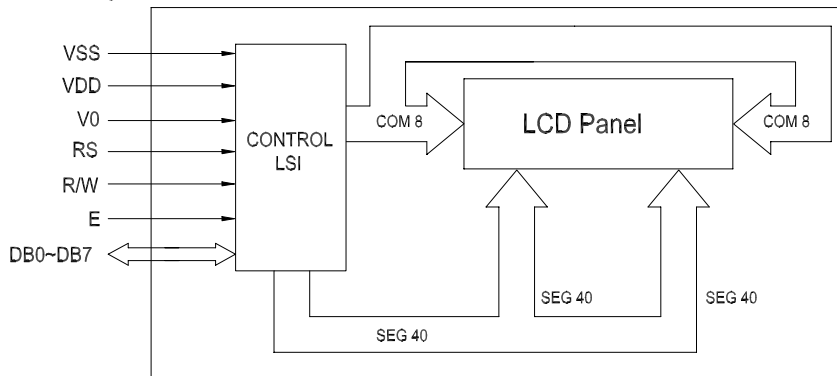 VSS
VDD
V0
RS
R/W
E
DB0~DB7
CONTROL
LSI
COM 8
LCD Panel
COM 8
SEG 40
SEG 40
SEG 40